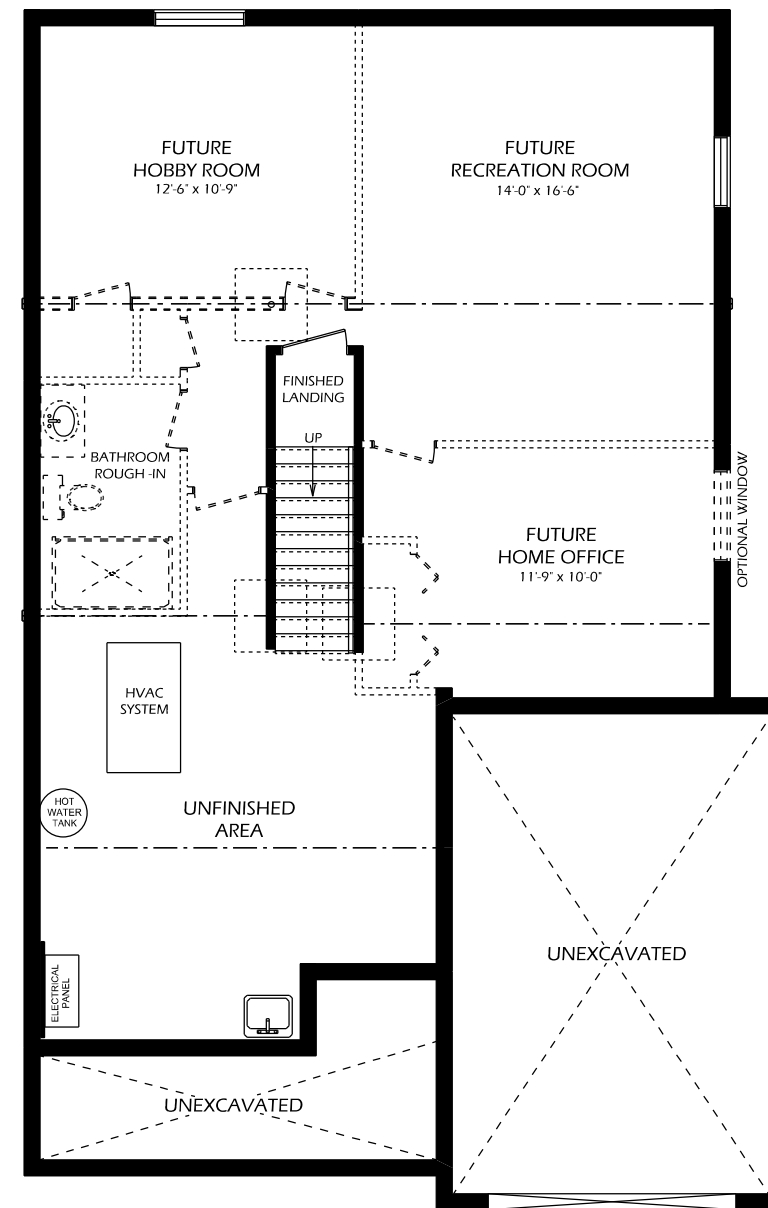 FUTURE
HOBBY ROOM
12'-6" x 10'-9"
FUTURE
RECREATION ROOM
14'-0" x 16'-6"
FINISHED
LANDING
UP
BATHROOM
ROUGH -IN
OPTIONAL WINDOW
FUTURE
HOME OFFICE
11'-9" x 10'-0"
HVAC
SYSTEM
HOT
WATER
TANK
UNFINISHED
AREA
ELECTRICAL
PANEL
UNEXCAVATED
UNEXCAVATED